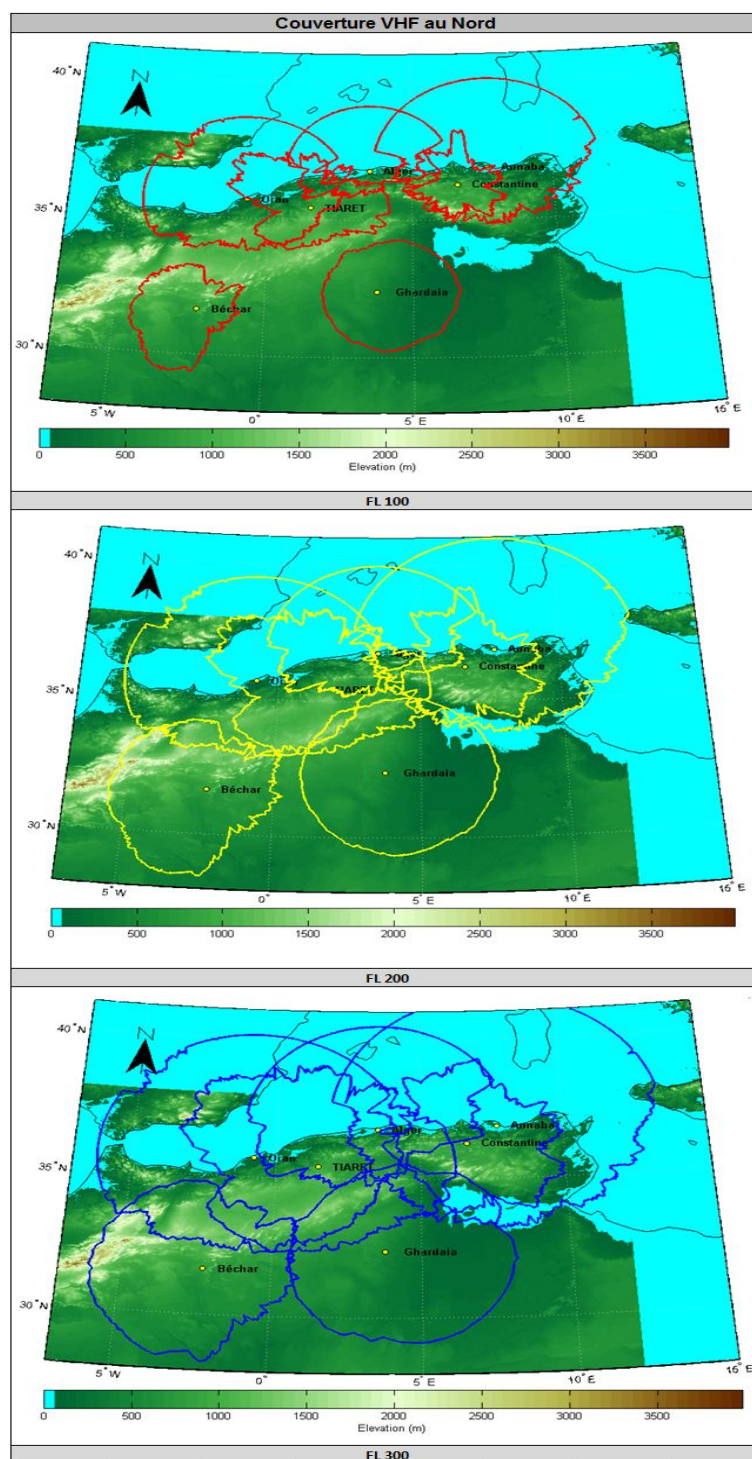 Couverture VHF au Nord
N
40°N
35°N
30°N
Alger
Annaba
Constantine
Oran
TIARET
Ghardaia
Béchar
5°W
0°
5°E
10°E
15°E
0 500 1000 1500 2000 2500 3000 3500
Elevation (m)
FL 100
N
40°N
35°N
30°N
Annaba
Constantine
Ghardaia
Béchar
5°W
0°
5°E
10°E
15°E
0 500 1000 1500 2000 2500 3000 3500
FL 200
N
40°N
35°N
30°N
Alger
Annaba
Constantine
Oran
TIARET
Ghardaia
Béchar
5°W
0°
5°E
10°E
15°E
0 500 1000 1500 2000 2500 3000 3500
Elevation (m)
FL 300